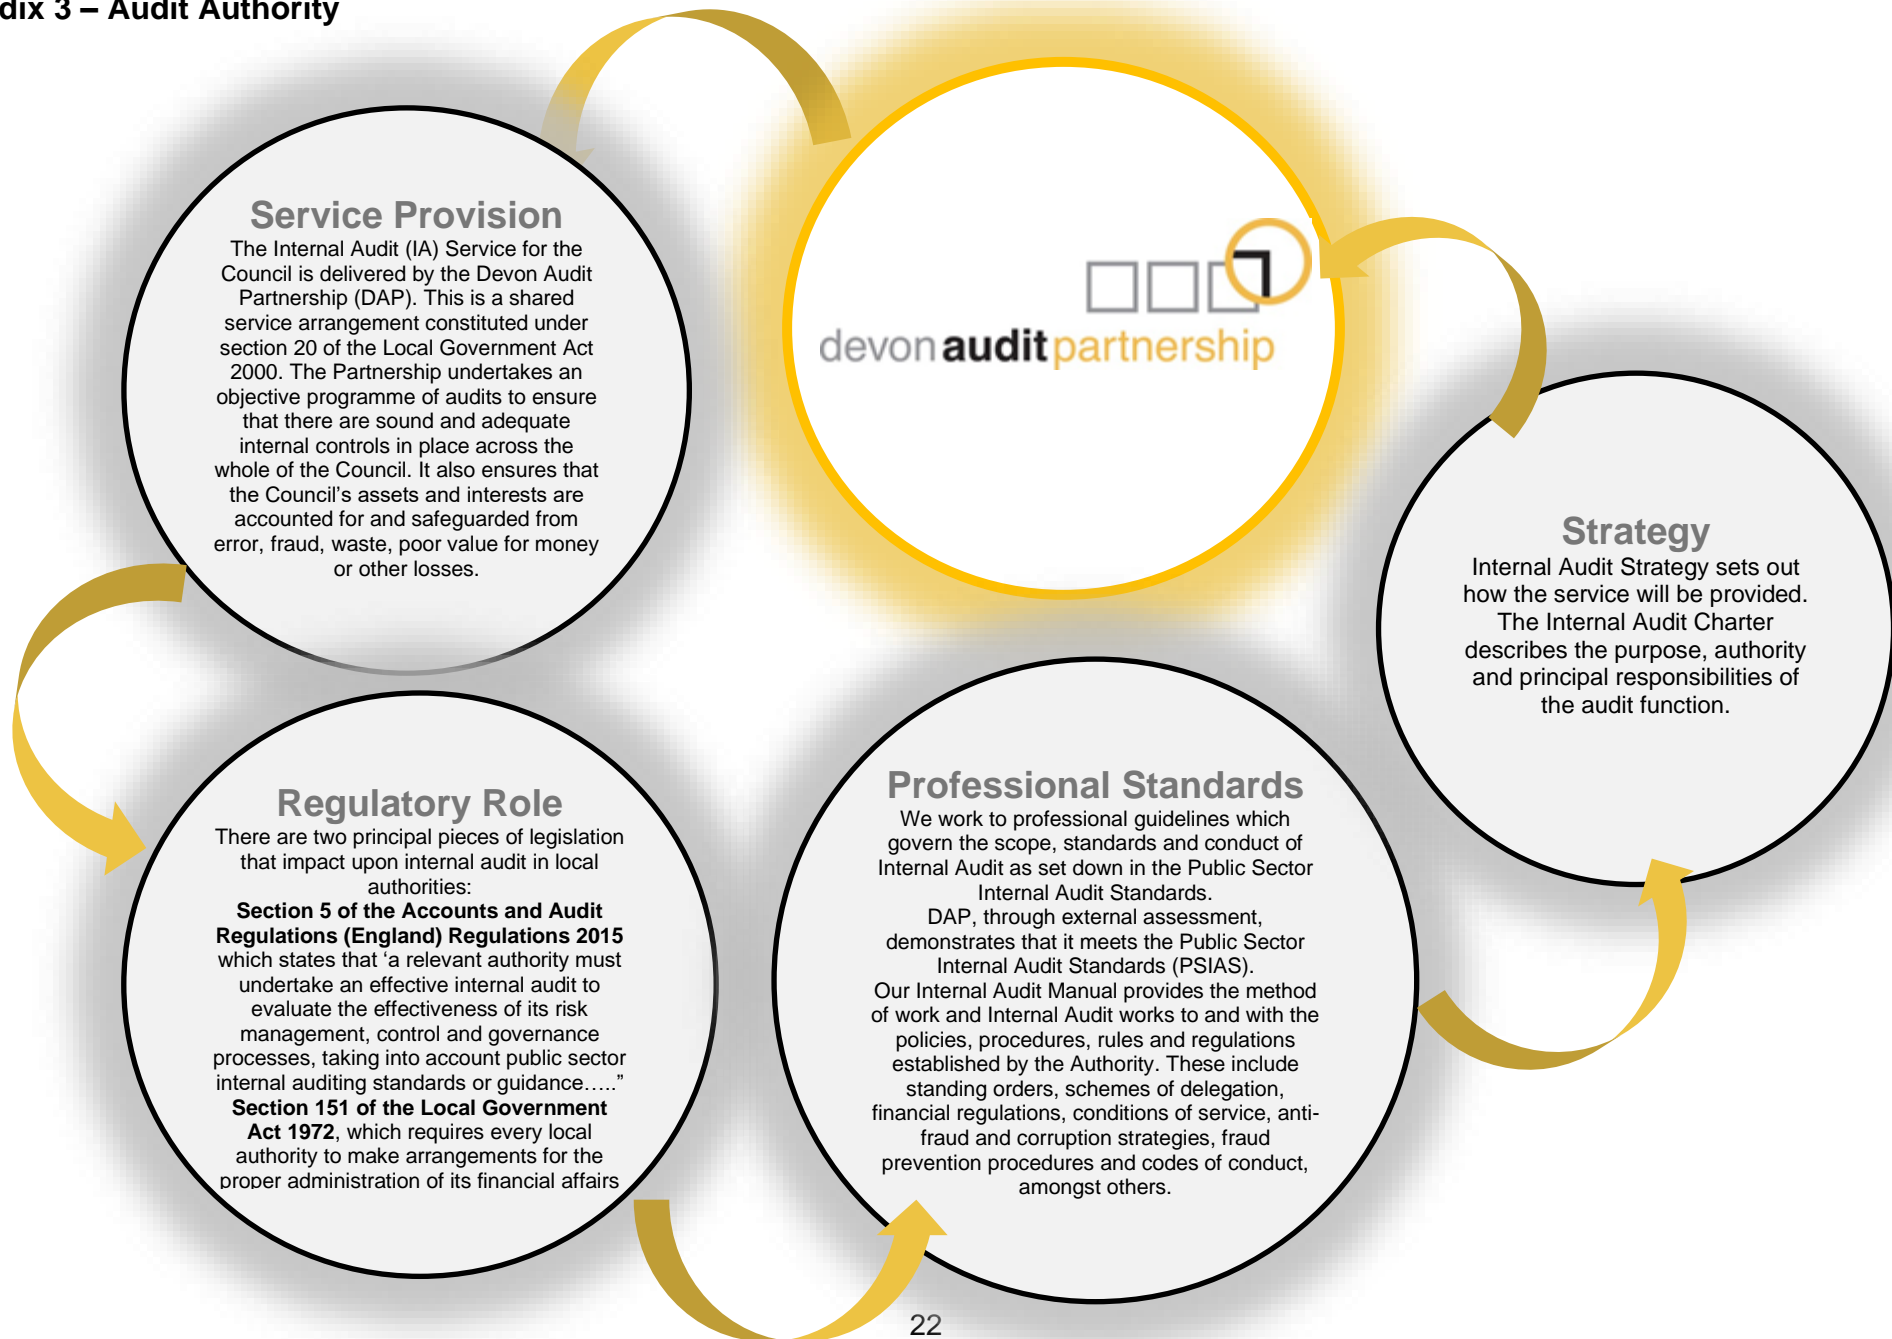 dix 3 – Audit Authority
devonauditpartnership
Service Provision
The Internal Audit (IA) Service for the
Council is delivered by the Devon Audit
Partnership (DAP). This is a shared
service arrangement constituted under
section 20 of the Local Government Act
2000. The Partnership undertakes an
objective programme of audits to ensure
that there are sound and adequate
internal controls in place across the
whole of the Council. It also ensures that
the Council’s assets and interests are
accounted for and safeguarded from
error, fraud, waste, poor value for money
or other losses.
Regulatory Role
There are two principal pieces of legislation
that impact upon internal audit in local
authorities:
Section 5 of the Accounts and Audit
Regulations (England) Regulations 2015
which states that ‘a relevant authority must
undertake an effective internal audit to
evaluate the effectiveness of its risk
management, control and governance
processes, taking into account public sector
internal auditing standards or guidance…..”
Section 151 of the Local Government
Act 1972, which requires every local
authority to make arrangements for the
proper administration of its financial affairs
Professional Standards
We work to professional guidelines which
govern the scope, standards and conduct of
Internal Audit as set down in the Public Sector
Internal Audit Standards.
DAP, through external assessment,
demonstrates that it meets the Public Sector
Internal Audit Standards (PSIAS).
Our Internal Audit Manual provides the method
of work and Internal Audit works to and with the
policies, procedures, rules and regulations
established by the Authority. These include
standing orders, schemes of delegation,
financial regulations, conditions of service, anti-
fraud and corruption strategies, fraud
prevention procedures and codes of conduct,
amongst others.
Strategy
Internal Audit Strategy sets out
how the service will be provided.
The Internal Audit Charter
describes the purpose, authority
and principal responsibilities of
the audit function.
22